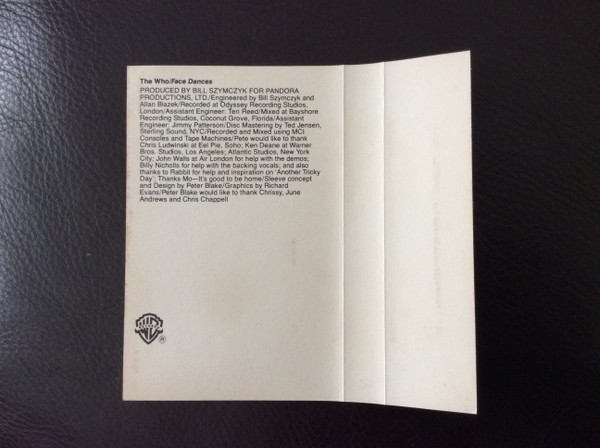 The Who/Face Dances
PRODUCED BY BILL SZYMCZYK FOR PANDORA
PRODUCTIONS, LTD./Engineered by Bill Szymczyk and
Allan Blazek/Recorded at Odyssey Recording Studios,
London/Assistant Engineer: Teri Reed/Mixed at Bayshore
Recording Studios, Coconut Grove, Florida/Assistant
Engineer: Jimmy Patterson/Disc Mastering by Ted Jensen,
Sterling Sound, NYC/Recorded and Mixed using MCI
Consoles and Tape Machines/Pete would like to thank
Chris Ludwinski at Eel Pie, Soho; Ken Deane at Warner
Bros. Studios, Los Angeles; Atlantic Studios, New York
City; John Walls at Air London for help with the demos;
Billy Nicholls for help with the backing vocals; and also
thanks to Rabbit for help and inspiration on 'Another Tricky
Day'; Thanks Mo—It's good to be home/Sleeve concept
and Design by Peter Blake/Graphics by Richard
Evans/Peter Blake would like to thank Chrissy, June
Andrews and Chris Chappell
®